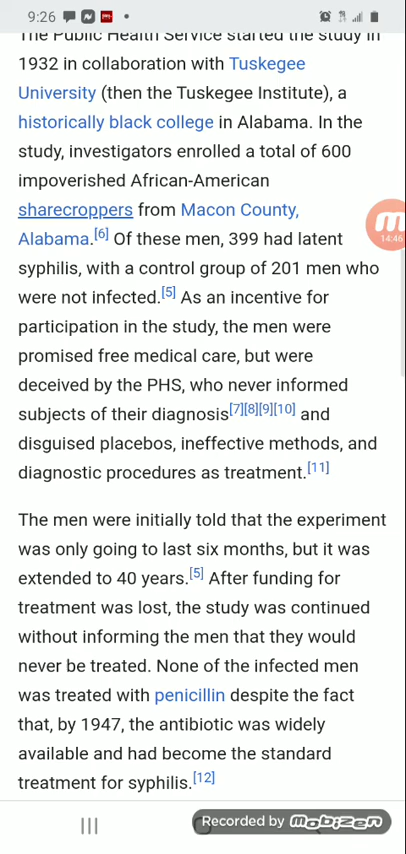 9:26
The Public Health Service started the study in
1932 in collaboration with Tuskegee
University (then the Tuskegee Institute), a
historically black college in Alabama. In the
study, investigators enrolled a total of 600
impoverished African-American
sharecroppers from Macon County,
Alabama.[6] Of these men, 399 had latent
syphilis, with a control group of 201 men who
were not infected.[5] As an incentive for
participation in the study, the men were
promised free medical care, but were
deceived by the PHS, who never informed
subjects of their diagnosis[7][8][9][10] and
disguised placebos, ineffective methods, and
diagnostic procedures as treatment.[11]
m
14:46
The men were initially told that the experiment
was only going to last six months, but it was
extended to 40 years.[5] After funding for
treatment was lost, the study was continued
without informing the men that they would
never be treated. None of the infected men
was treated with penicillin despite the fact
that, by 1947, the antibiotic was widely
available and had become the standard
treatment for syphilis.[12]
Recorded by mobizen